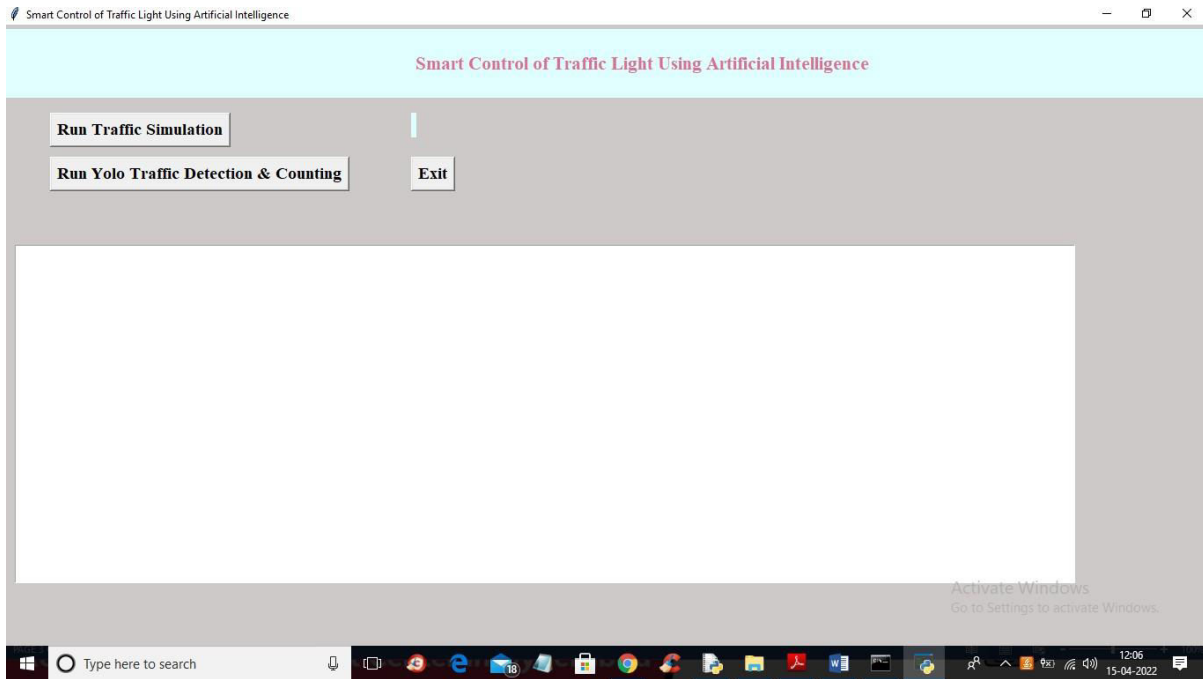 Smart Control of Traffic Light Using Artificial Intelligence
Smart Control of Traffic Light Using Artificial Intelligence
Run Traffic Simulation
Run Yolo Traffic Detection & Counting
Exit
Activate Windows
Go to Settings to activate Windows.
Type here to search
18
12:06
15-04-2022